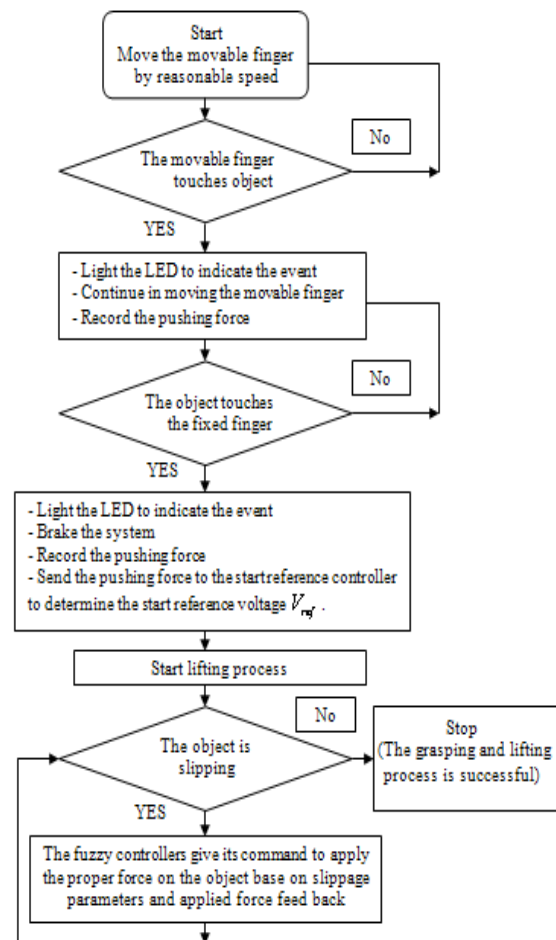 Start
Move the movable finger
by reasonable speed
No
The movable finger
touches object
YES
- Light the LED to indicate the event
- Continue in moving the movable finger
- Record the pushing force
No
The object touches
the fixed finger
YES
- Light the LED to indicate the event
- Brake the system
- Record the pushing force
- Send the pushing force to the start reference controller
to determine the start reference voltage V_ref .
Start lifting process
No
Stop
(The grasping and lifting
process is successful)
The object is
slipping
YES
The fuzzy controllers give its command to apply
the proper force on the object base on slippage
parameters and applied force feed back